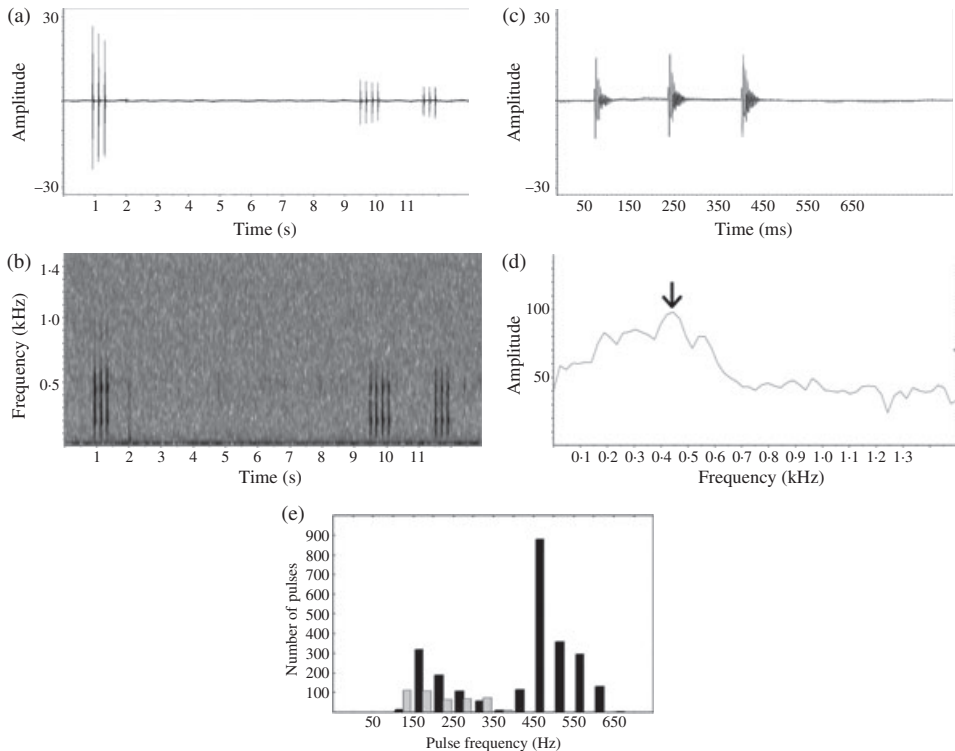 (a)
30
Amplitude
–30
1 2 3 4 5 6 7 8 9 10 11
Time (s)
(c)
30
Amplitude
–30
50 150 250 350 450 550 650
Time (ms)
(b)
1·4
1·0
0·5
Frequency (kHz)
1 2 3 4 5 6 7 8 9 10 11
Time (s)
(d)
100
50
Amplitude
0·1 0·2 0·3 0·4 0·5 0·6 0·7 0·8 0·9 1·0 1·1 1·2 1·3
Frequency (kHz)
(e)
900
800
700
600
500
400
300
200
100
Number of pulses
50 150 250 350 450 550 650
Pulse frequency (Hz)